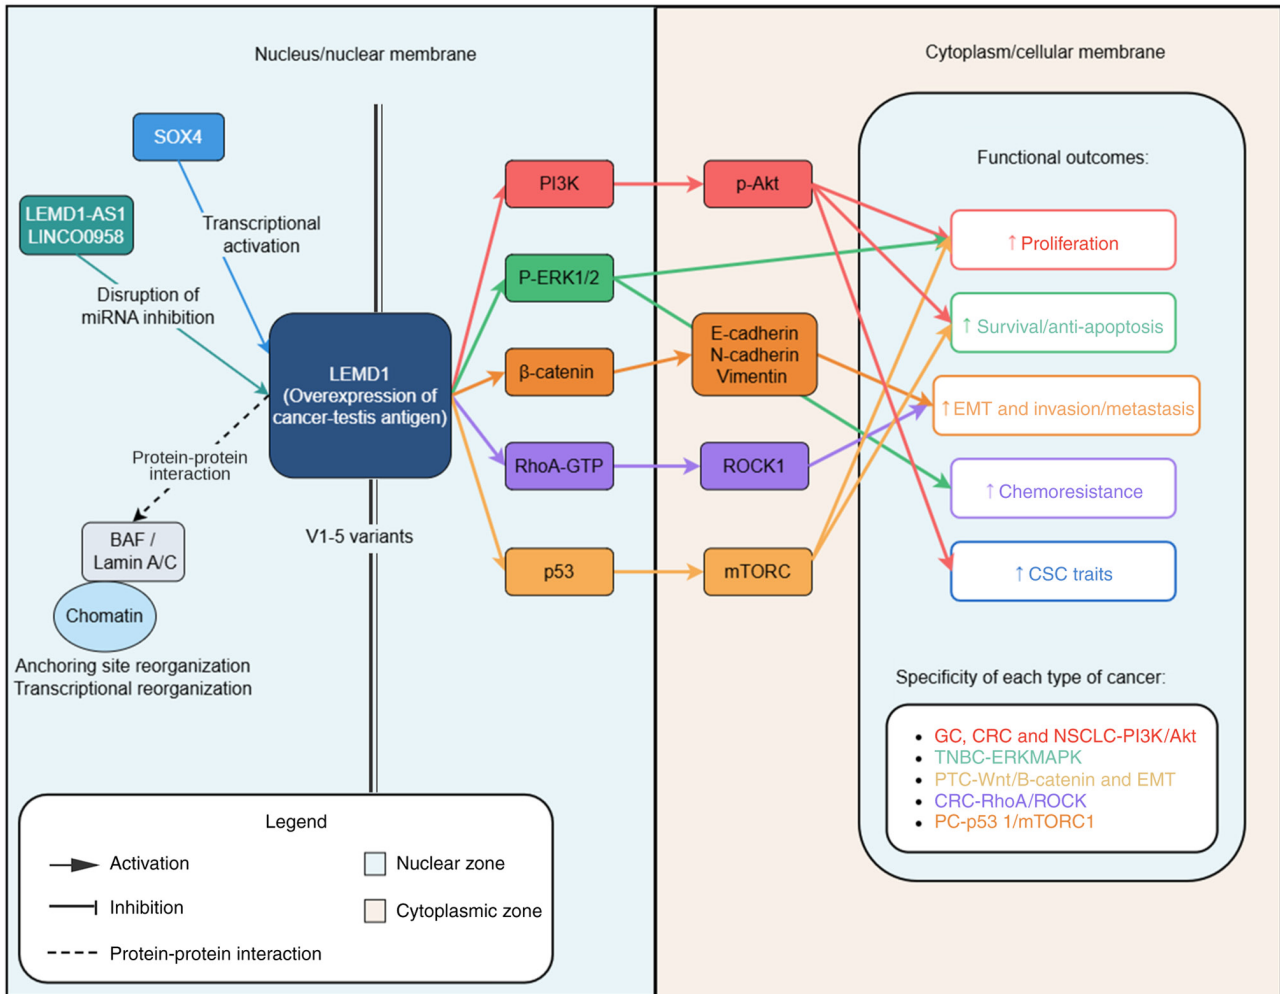 Nucleus/nuclear membrane
Cytoplasm/cellular membrane
SOX4
LEMD1-AS1
LINCO0958
Transcriptional
activation
Disruption of
miRNA inhibition
LEMD1
(Overexpression of
cancer-testis antigen)
Protein-protein
interaction
BAF /
Lamin A/C
Chromatin
Anchoring site reorganization
Transcriptional reorganization
V1-5 variants
PI3K
P-ERK1/2
β-catenin
RhoA-GTP
p53
p-Akt
E-cadherin
N-cadherin
Vimentin
ROCK1
mTORC
Functional outcomes:
↑ Proliferation
↑ Survival/anti-apoptosis
↑ EMT and invasion/metastasis
↑ Chemoresistance
↑ CSC traits
Specificity of each type of cancer:
• GC, CRC and NSCLC-PI3K/Akt
• TNBC-ERKMAPK
• PTC-Wnt/B-catenin and EMT
• CRC-RhoA/ROCK
• PC-p53 1/mTORC1
Legend
Activation
Inhibition
Protein-protein interaction
Nuclear zone
Cytoplasmic zone